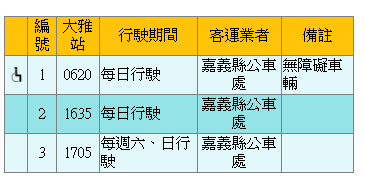 編號 大雅站 行駛期間 客運業者 備註
1 0620 每日行駛 嘉義縣公車處 無障礙車輛
2 1635 每日行駛 嘉義縣公車處
3 1705 每週六、日行駛 嘉義縣公車處